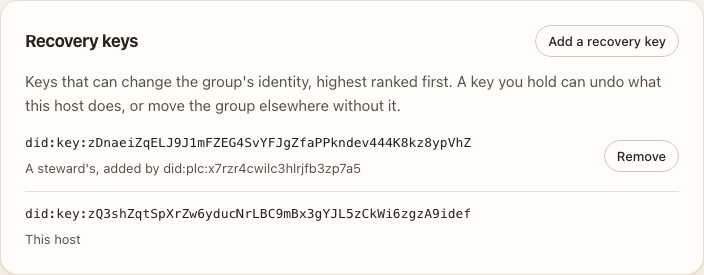 Recovery keys
Add a recovery key
Keys that can change the group's identity, highest ranked first. A key you hold can undo what
this host does, or move the group elsewhere without it.
did:key:zDnaeiZqELJ9J1mFZEG4SvYFJgZfaPPkndev444K8kz8ypVhZ
A steward's, added by did:plc:x7rzr4cwilc3hlrjfb3zp7a5
Remove
did:key:zQ3shZqtSpXrZw6yducNrLBC9mBx3gYJL5zCkWi6zgzA9idef
This host